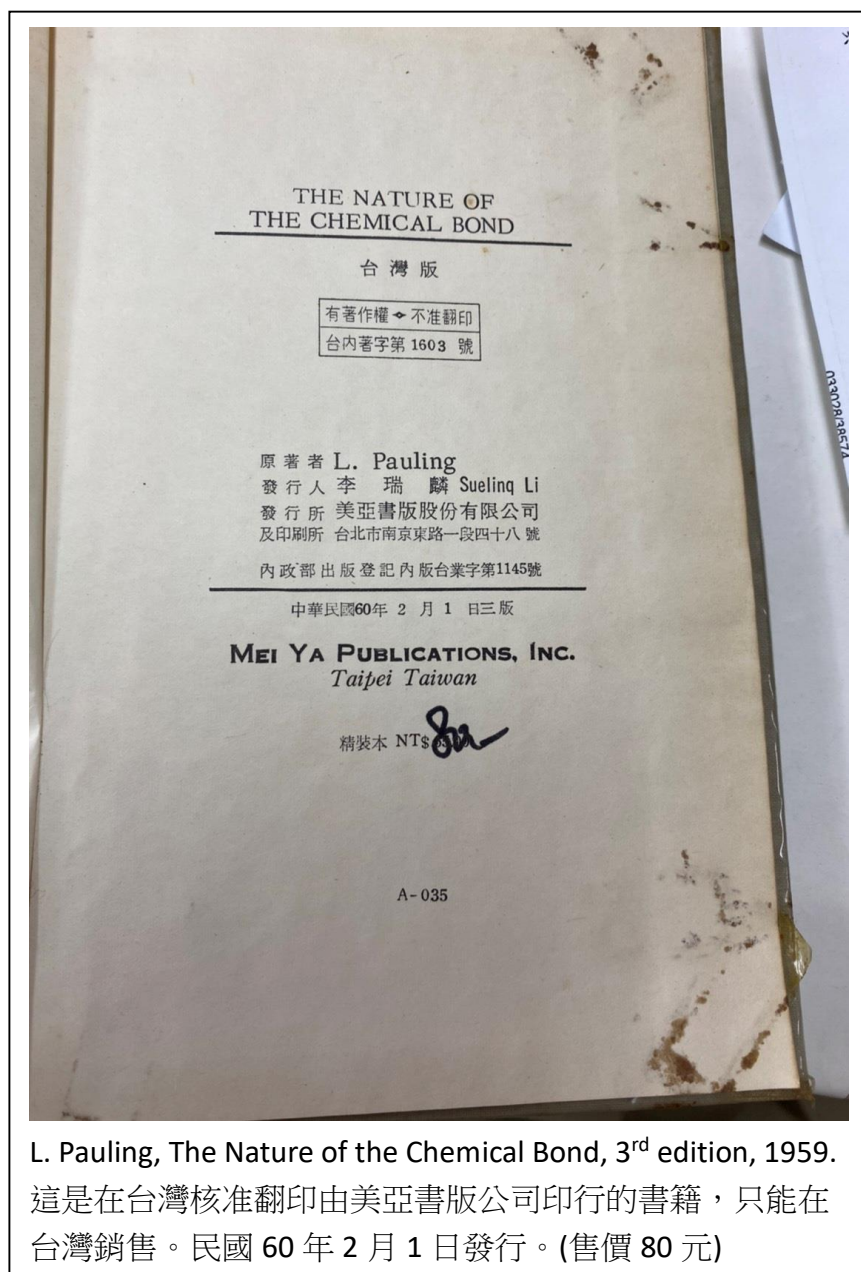 THE NATURE OF
THE CHEMICAL BOND
台灣版
有著作權 不准翻印
台內著字第 1603 號
原著者 L. Pauling
發行人 李瑞麟 Suelinq Li
發行所 美亞書版股份有限公司
及印刷所 台北市南京東路一段四十八號
內政部出版登記內版台業字第1145號
中華民國60年 2 月 1 日三版
MEI YA PUBLICATIONS, INC.
Taipei Taiwan
精裝本 NT$
A-035
033028/38574
L. Pauling, The Nature of the Chemical Bond, 3rd edition, 1959.
這是在台灣核准翻印由美亞書版公司印行的書籍,只能在
台灣銷售。民國 60 年 2 月 1 日發行。(售價 80 元)